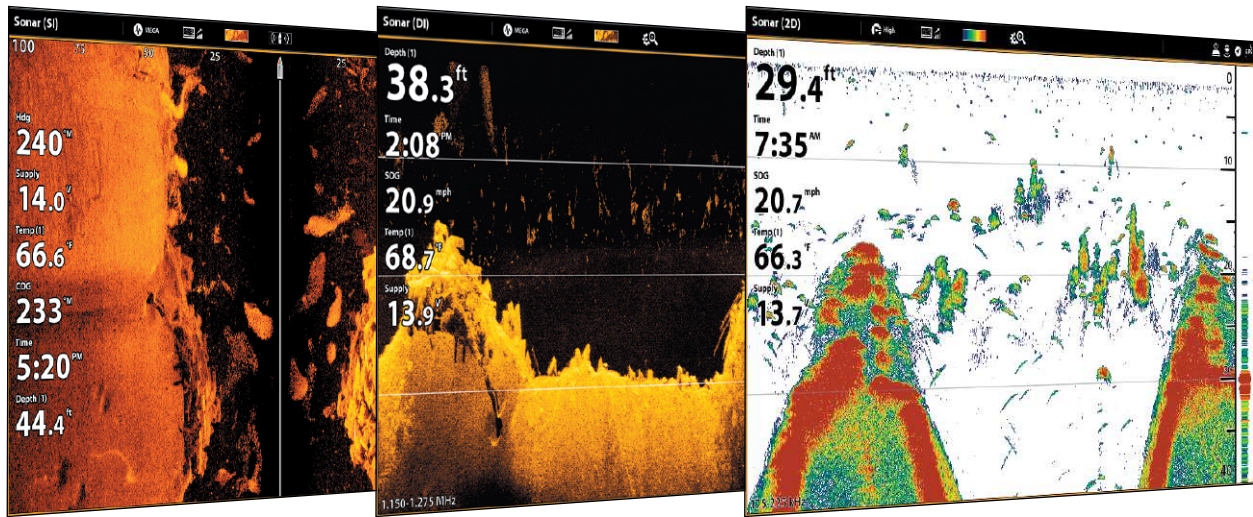 Sonar (SI)
MEGA
100 75 50 25 25
Hdg
240°M
Supply
14.0V
Temp (1)
66.6°F
COG
233°M
Time
5:20PM
Depth (1)
44.4ft
Sonar (DI)
MEGA
Depth (1)
38.3ft
Time
2:08PM
SOG
20.9mph
Temp (1)
68.7°F
Supply
13.9V
1.150-1.275 MHz
Sonar (2D)
High
Depth (1)
29.4ft
Time
7:35AM
SOG
20.7mph
Temp (1)
66.3°F
Supply
13.7
0
10
20